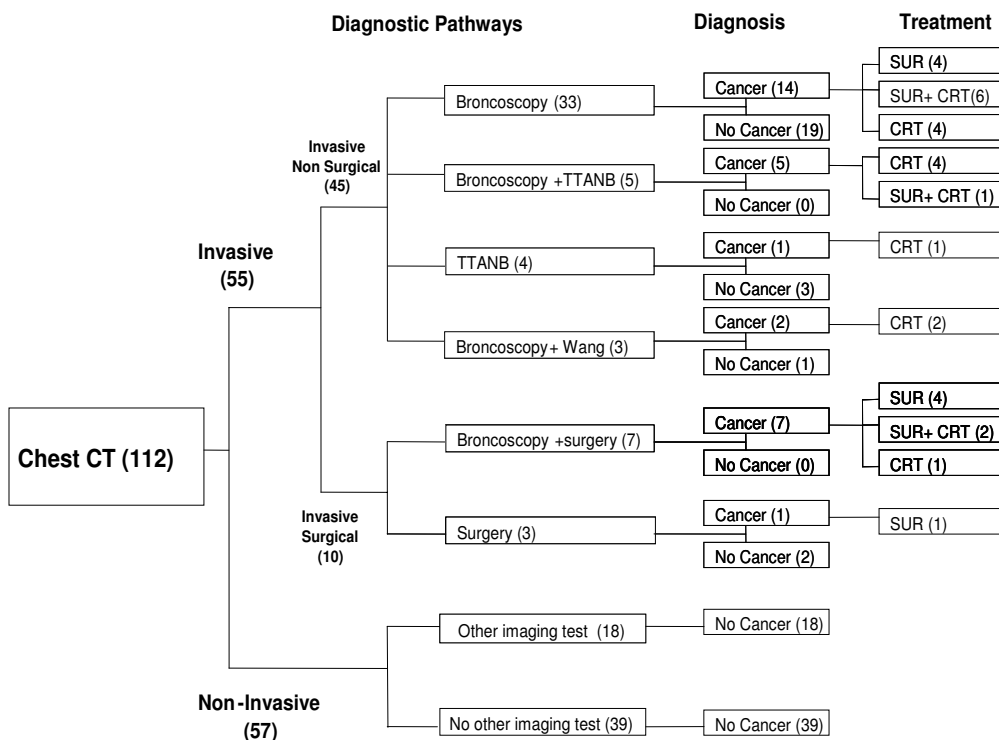 Diagnostic Pathways
Diagnosis
Treatment
Chest CT (112)
Invasive
(55)
Invasive
Non Surgical
(45)
Broncoscopy (33)
Cancer (14)
No Cancer (19)
SUR (4)
SUR+ CRT(6)
CRT (4)
Broncoscopy +TTANB (5)
Cancer (5)
No Cancer (0)
CRT (4)
SUR+ CRT (1)
TTANB (4)
Cancer (1)
No Cancer (3)
CRT (1)
Broncoscopy+ Wang (3)
Cancer (2)
No Cancer (1)
CRT (2)
Invasive
Surgical
(10)
Broncoscopy +surgery (7)
Cancer (7)
No Cancer (0)
SUR (4)
SUR+ CRT (2)
CRT (1)
Surgery (3)
Cancer (1)
No Cancer (2)
SUR (1)
Non-Invasive
(57)
Other imaging test (18)
No Cancer (18)
No other imaging test (39)
No Cancer (39)